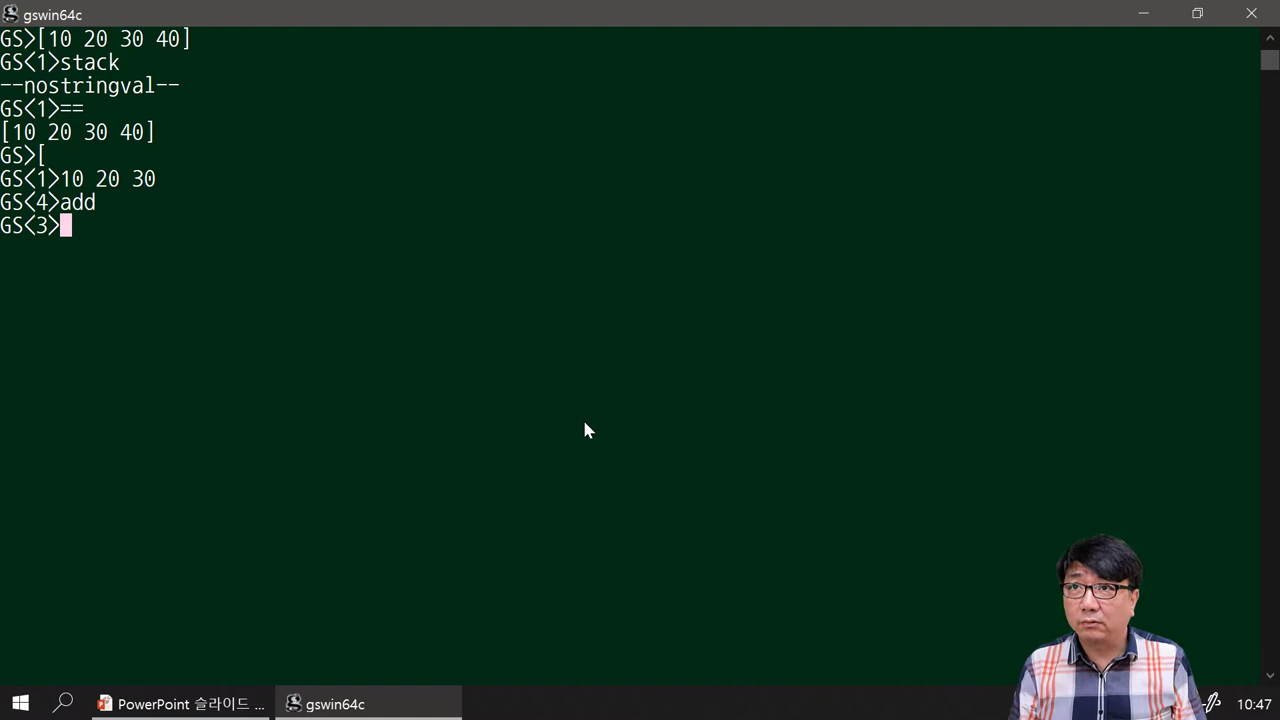 gswin64c
GS>[10 20 30 40]
GS<1>stack
--nostringval--
GS<1>==
[10 20 30 40]
GS>[
GS<1>10 20 30
GS<4>add
GS<3>
PowerPoint 슬라이드 ...
gswin64c
10:47